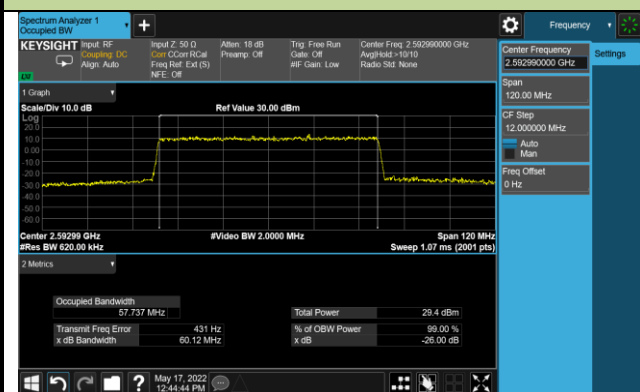 Spectrum Analyzer 1
Occupied BW
+
Frequency
KEYSIGHT
Input: RF
Coupling: DC
Align: Auto
Input Z: 50 Ω
Corr CCorr RCal
Freq Ref: Ext (S)
NFE: Off
Atten: 18 dB
Preamp: Off
Trig: Free Run
Gate: Off
#IF Gain: Low
Center Freq: 2.592990000 GHz
Avg|Hold:>10/10
Radio Std: None
Center Frequency
2.592990000 GHz
Settings
Span
120.00 MHz
CF Step
12.000000 MHz
Auto
Man
Freq Offset
0 Hz
1 Graph
Scale/Div 10.0 dB
Ref Value 30.00 dBm
Log
20.0
10.0
0.00
-10.0
-20.0
-30.0
-40.0
-50.0
-60.0
Center 2.59299 GHz
#Video BW 2.0000 MHz
Span 120 MHz
#Res BW 620.00 kHz
Sweep 1.07 ms (2001 pts)
2 Metrics
Occupied Bandwidth
57.737 MHz
Total Power
29.4 dBm
Transmit Freq Error
431 Hz
% of OBW Power
99.00 %
x dB Bandwidth
60.12 MHz
x dB
-26.00 dB
?
May 17, 2022
12:44:44 PM